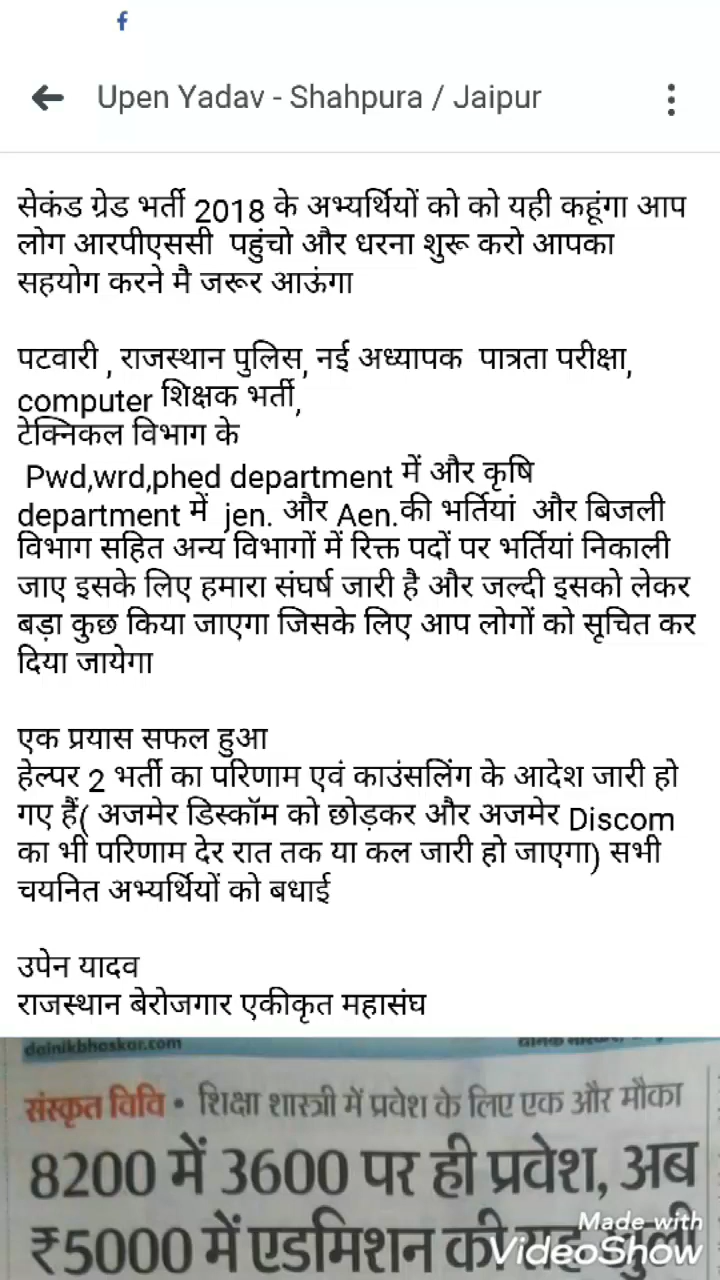 f
Upen Yadav - Shahpura / Jaipur
सेकंड ग्रेड भर्ती 2018 के अभ्यर्थियों को को यही कहूंगा आप
लोग आरपीएससी पहुंचो और धरना शुरू करो आपका
सहयोग करने मै जरूर आऊंगा
पटवारी , राजस्थान पुलिस, नई अध्यापक पात्रता परीक्षा,
computer शिक्षक भर्ती,
टेक्निकल विभाग के
Pwd,wrd,phed department में और कृषि
department में jen. और Aen.की भर्तियां और बिजली
विभाग सहित अन्य विभागों में रिक्त पदों पर भर्तियां निकाली
जाए इसके लिए हमारा संघर्ष जारी है और जल्दी इसको लेकर
बड़ा कुछ किया जाएगा जिसके लिए आप लोगों को सूचित कर
दिया जायेगा
एक प्रयास सफल हुआ
हेल्पर 2 भर्ती का परिणाम एवं काउंसलिंग के आदेश जारी हो
गए हैं( अजमेर डिस्कॉम को छोड़कर और अजमेर Discom
का भी परिणाम देर रात तक या कल जारी हो जाएगा) सभी
चयनित अभ्यर्थियों को बधाई
उपेन यादव
राजस्थान बेरोजगार एकीकृत महासंघ
dainikbhaskar.com
संस्कृत विवि • शिक्षा शास्त्री में प्रवेश के लिए एक और मौका
8200 में 3600 पर ही प्रवेश, अब
₹5000 में एडमिशन की
Made with
VideoShow